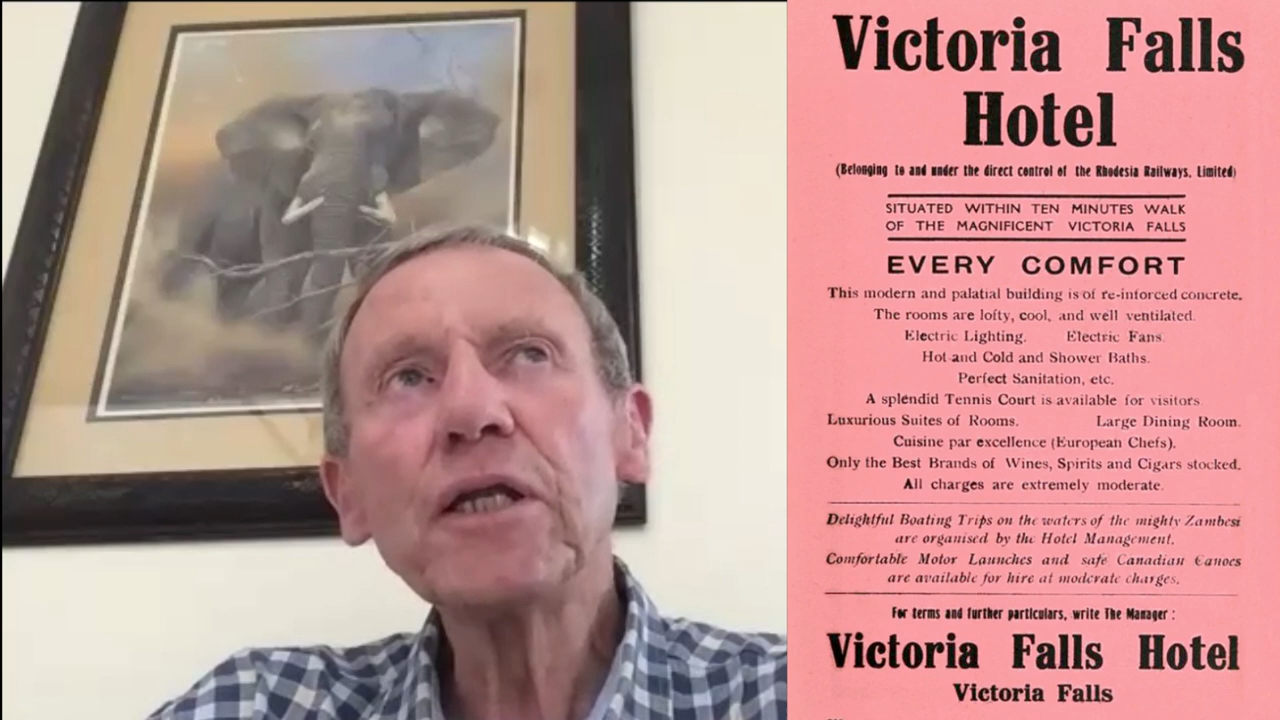 Victoria Falls
Hotel
(Belonging to and under the direct control of the Rhodesia Railways, Limited)
SITUATED WITHIN TEN MINUTES WALK
OF THE MAGNIFICENT VICTORIA FALLS
EVERY COMFORT
This modern and palatial building is of re-inforced concrete.
The rooms are lofty, cool, and well ventilated.
Electric Lighting. Electric Fans.
Hot and Cold and Shower Baths.
Perfect Sanitation, etc.
A splendid Tennis Court is available for visitors
Luxurious Suites of Rooms. Large Dining Room.
Cuisine par excellence (European Chefs).
Only the Best Brands of Wines, Spirits and Cigars stocked.
All charges are extremely moderate.
Delightful Boating Trips on the waters of the mighty Zambesi
are organised by the Hotel Management.
Comfortable Motor Launches and safe Canadian Canoes
are available for hire at moderate charges.
For terms and further particulars, write The Manager :
Victoria Falls Hotel
Victoria Falls